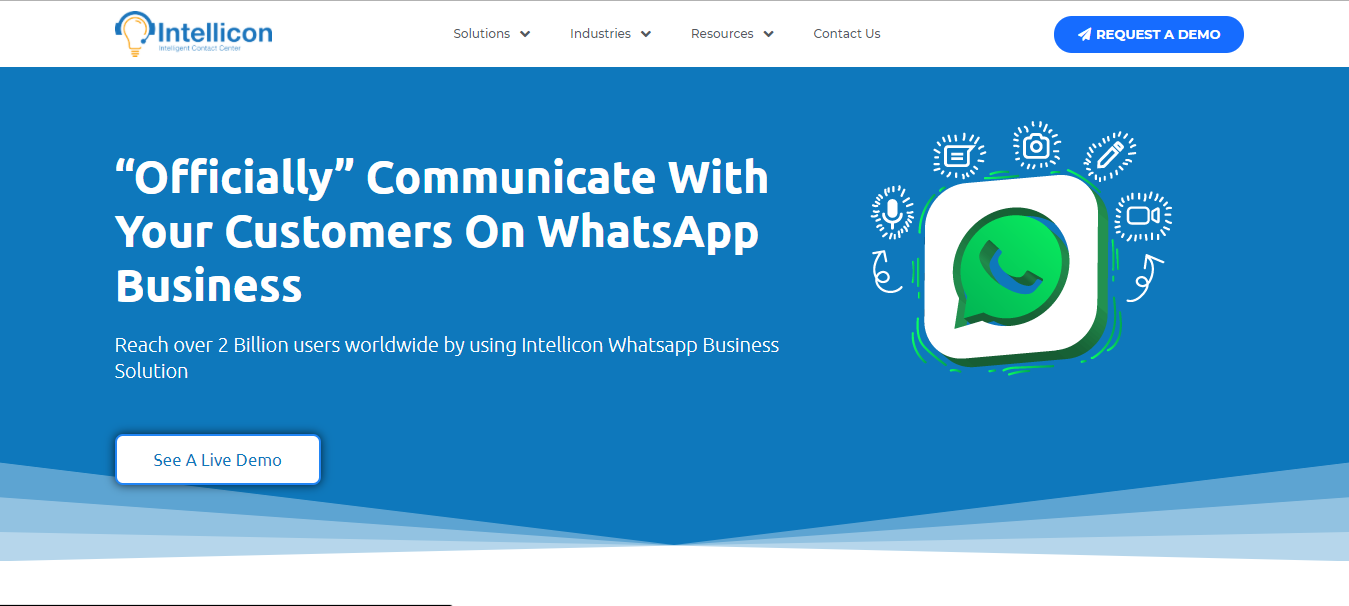 Intellicon
Intelligent Contact Center
Solutions
Industries
Resources
Contact Us
REQUEST A DEMO
“Officially” Communicate With
Your Customers On WhatsApp
Business
Reach over 2 Billion users worldwide by using Intellicon Whatsapp Business
Solution
See A Live Demo